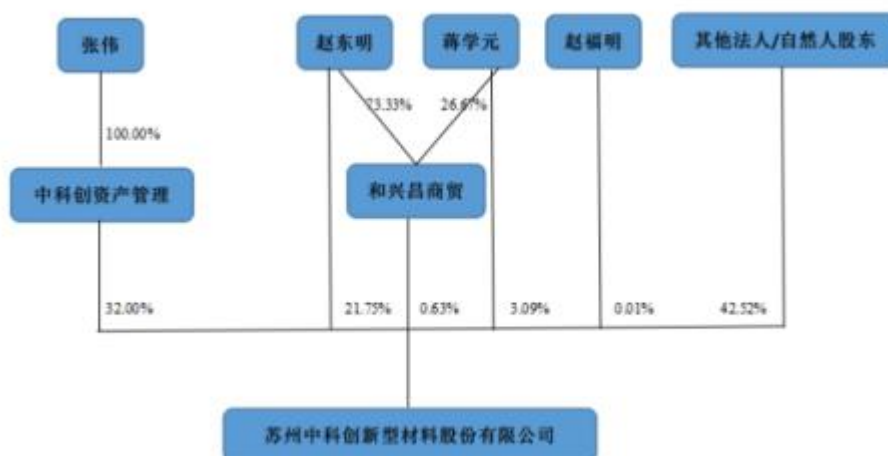 张伟
赵东明
蒋学元
赵福明
其他法人/自然人股东
73.33%
26.67%
100.00%
中科创资产管理
和兴昌商贸
32.00%
21.75%
0.63%
3.09%
0.01%
42.52%
苏州中科创新型材料股份有限公司